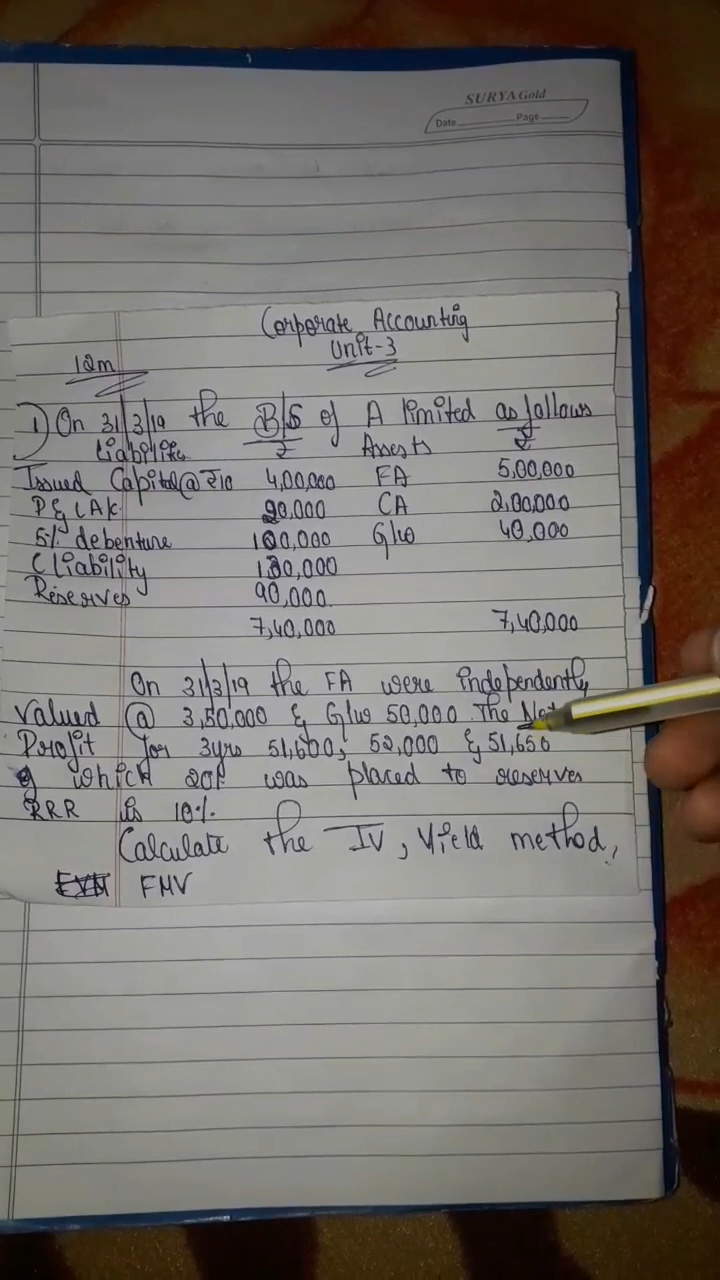 SURYA Gold
Date Page
Corporate Accounting
Unit-3
12m
1) On 31/3/19 the B/S of A limited as follows
Liabilitie ₹ Assests ₹
Issued Capital @ ₹10 4,00,000 FA 5,00,000
P & L A/c 20,000 CA 2,00,000
5% debenture 100,000 G/w 40,000
C liability 130,000
Reserves 90,000
7,40,000 7,40,000
On 31/3/19 the FA were independently
Valued @ 3,50,000 & G/w 50,000 The Net
Profit for 3yrs 51,600, 52,000 & 51,650
of which 20% was placed to reserves
RRR is 10%.
Calculate the IV, Yield method,
FMV